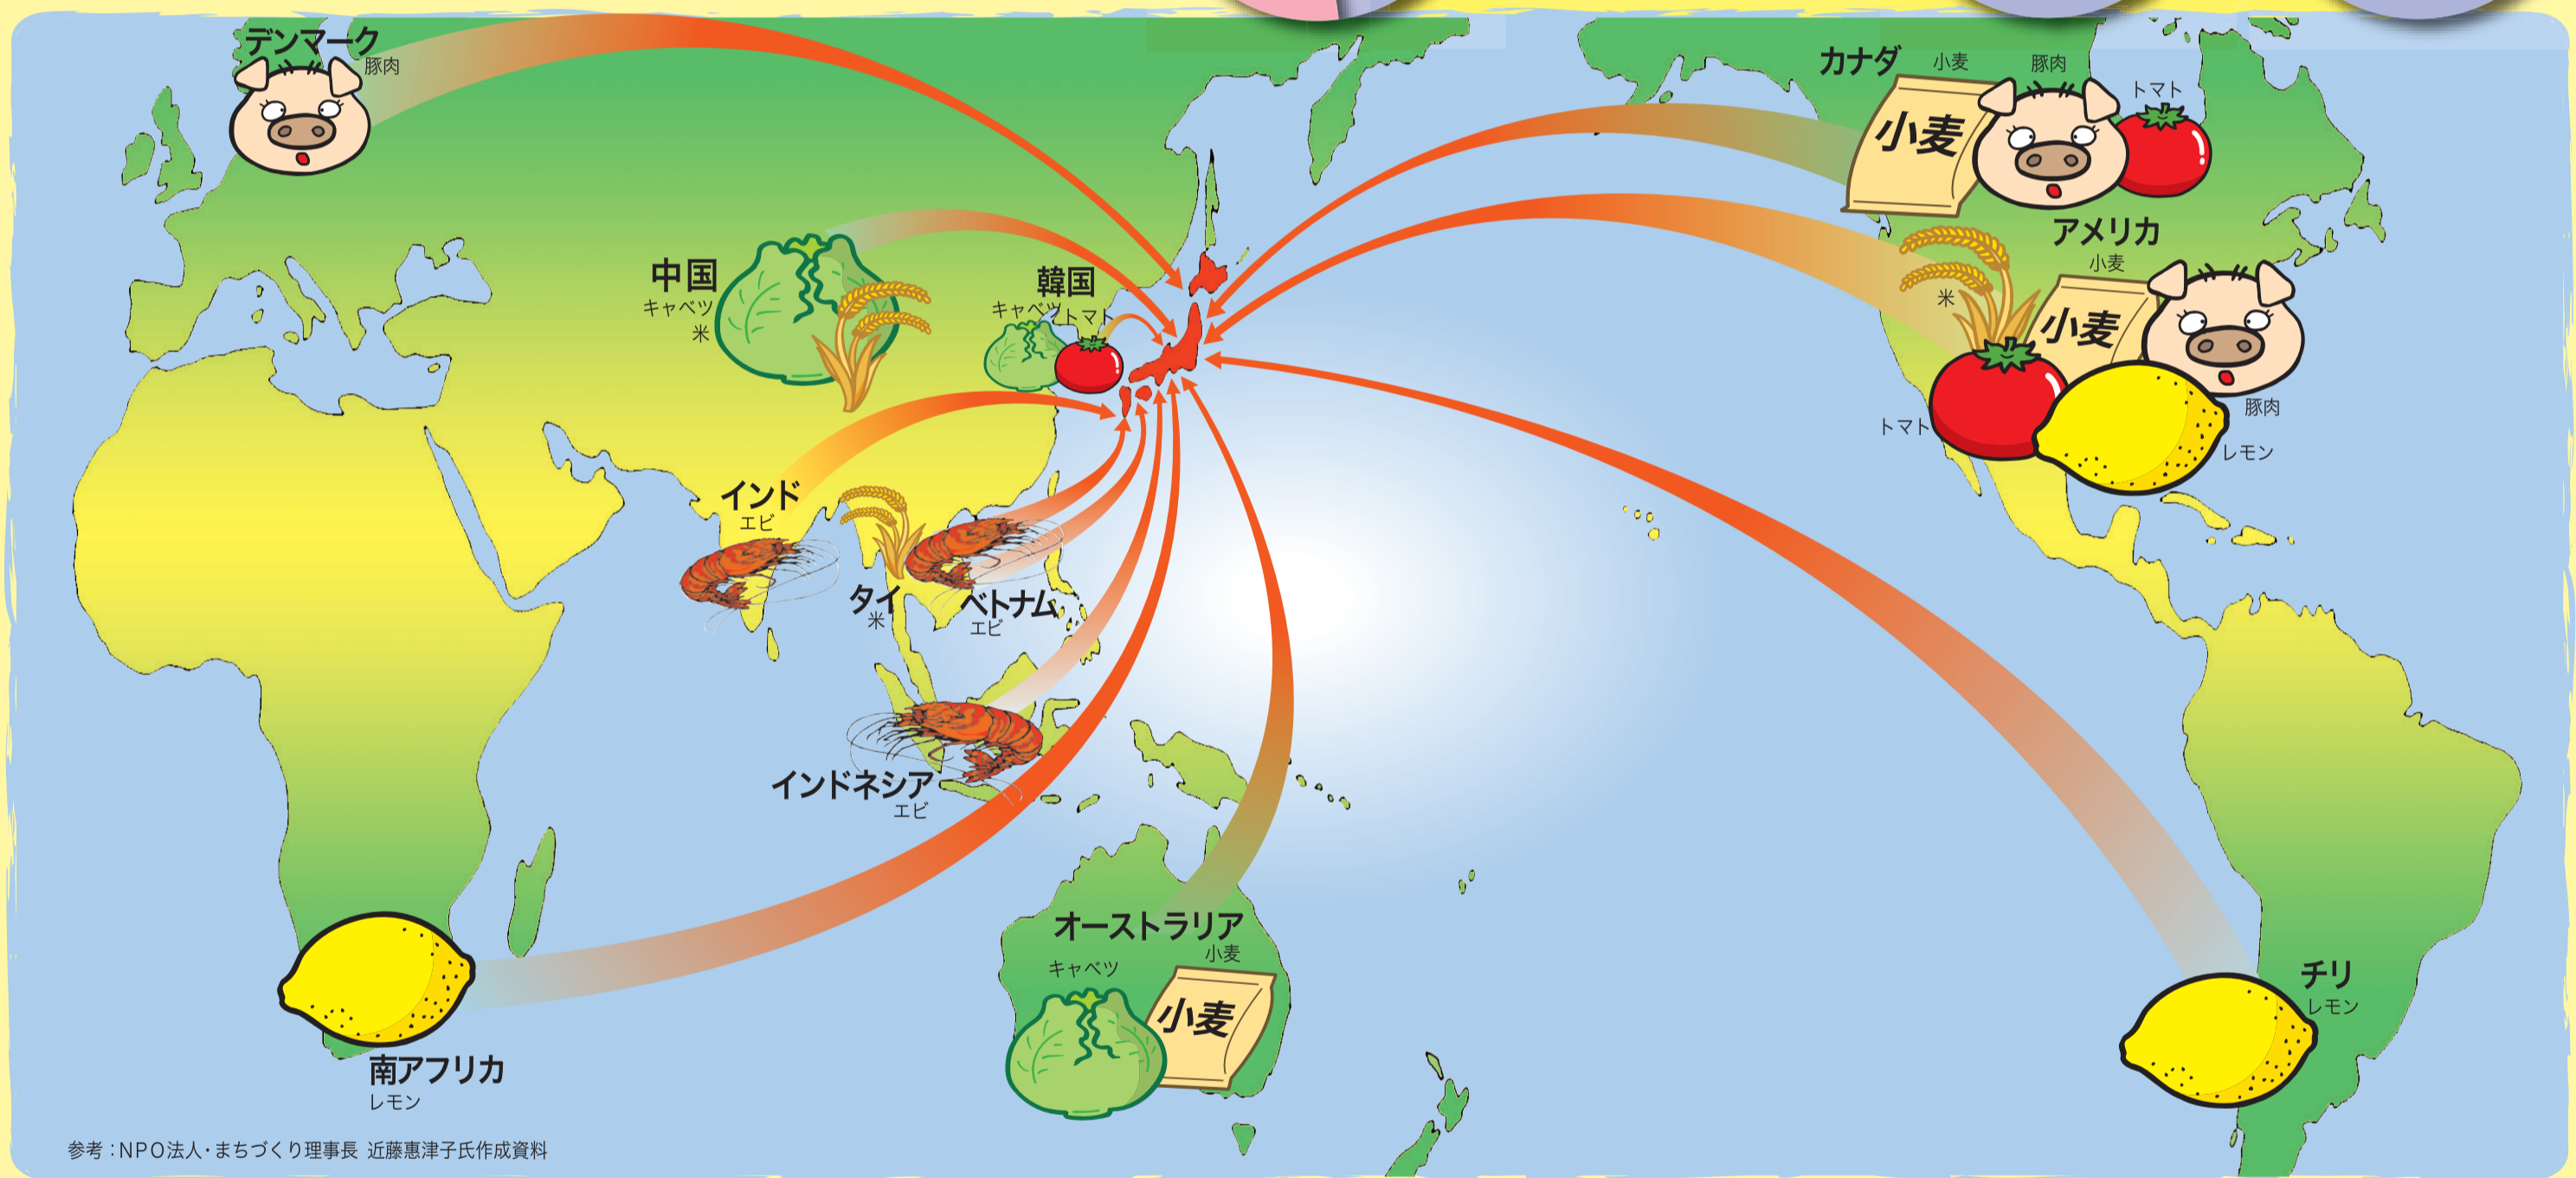 デンマーク
豚肉
カナダ
小麦
豚肉
トマト
小麦
アメリカ
小麦
米
小麦
トマト
豚肉
レモン
中国
キャベツ
米
韓国
キャベツ
トマト
インド
エビ
タイ
米
ベトナム
エビ
インドネシア
エビ
オーストラリア
小麦
キャベツ
小麦
チリ
レモン
南アフリカ
レモン
参考：NPO法人・まちづくり理事長 近藤惠津子氏作成資料